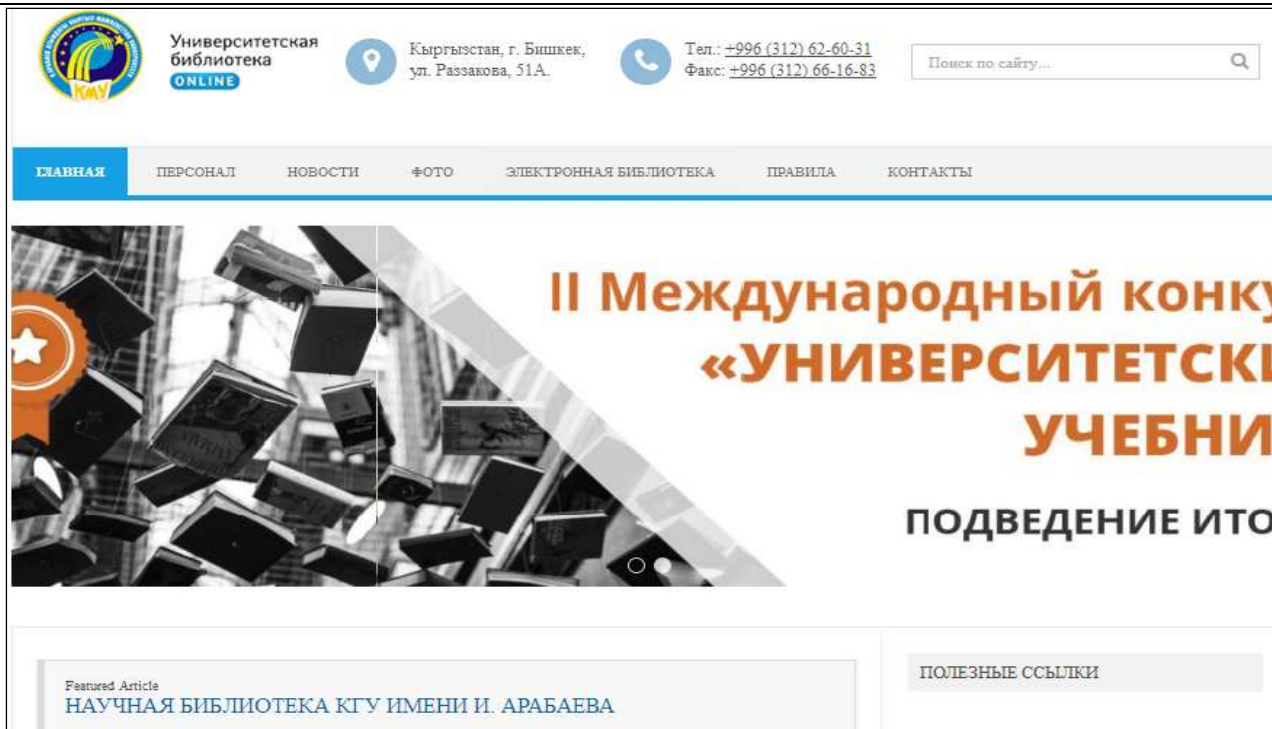 КМУ
Университетская
библиотека
ONLINE
Кыргызстан, г. Бишкек,
ул. Раззакова, 51А.
Тел.: +996 (312) 62-60-31
Факс: +996 (312) 66-16-83
Поиск по сайту...
ГЛАВНАЯ
ПЕРСОНАЛ
НОВОСТИ
ФОТО
ЭЛЕКТРОННАЯ БИБЛИОТЕКА
ПРАВИЛА
КОНТАКТЫ
II Международный конку
«УНИВЕРСИТЕТСКИ
УЧЕБНИ
ПОДВЕДЕНИЕ ИТО
Featured Article
НАУЧНАЯ БИБЛИОТЕКА КГУ ИМЕНИ И. АРАБАЕВА
ПОЛЕЗНЫЕ ССЫЛКИ